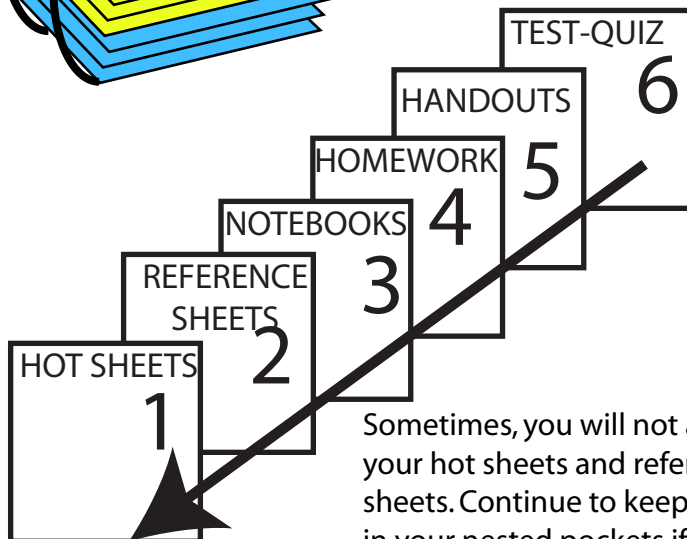 TEST-QUIZ
6
HANDOUTS
5
HOMEWORK
4
NOTEBOOKS
3
REFERENCE
SHEETS
2
HOT SHEETS
1
Sometimes, you will not
your hot sheets and
sheets. Continue to keep
in your nested pockets if